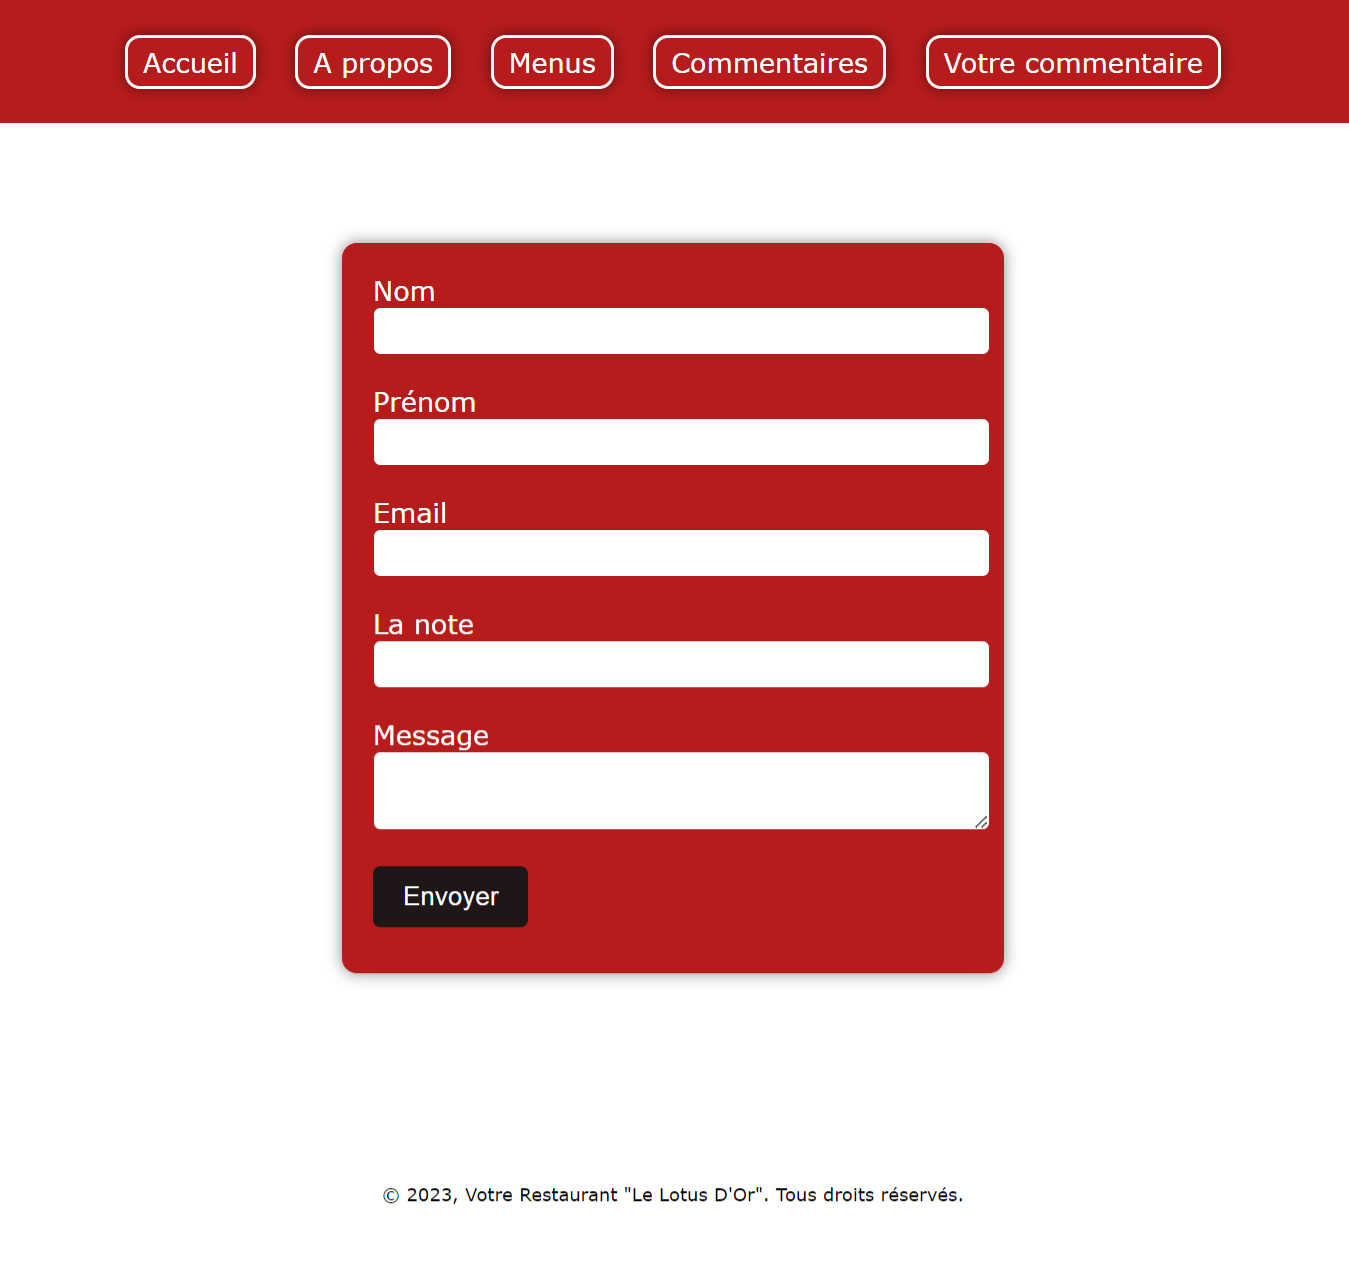 Accueil A propos Menus Commentaires Votre commentaire
Nom
Prénom
Email
La note
Message
Envoyer
© 2023, Votre Restaurant "Le Lotus D'Or". Tous droits réservés.